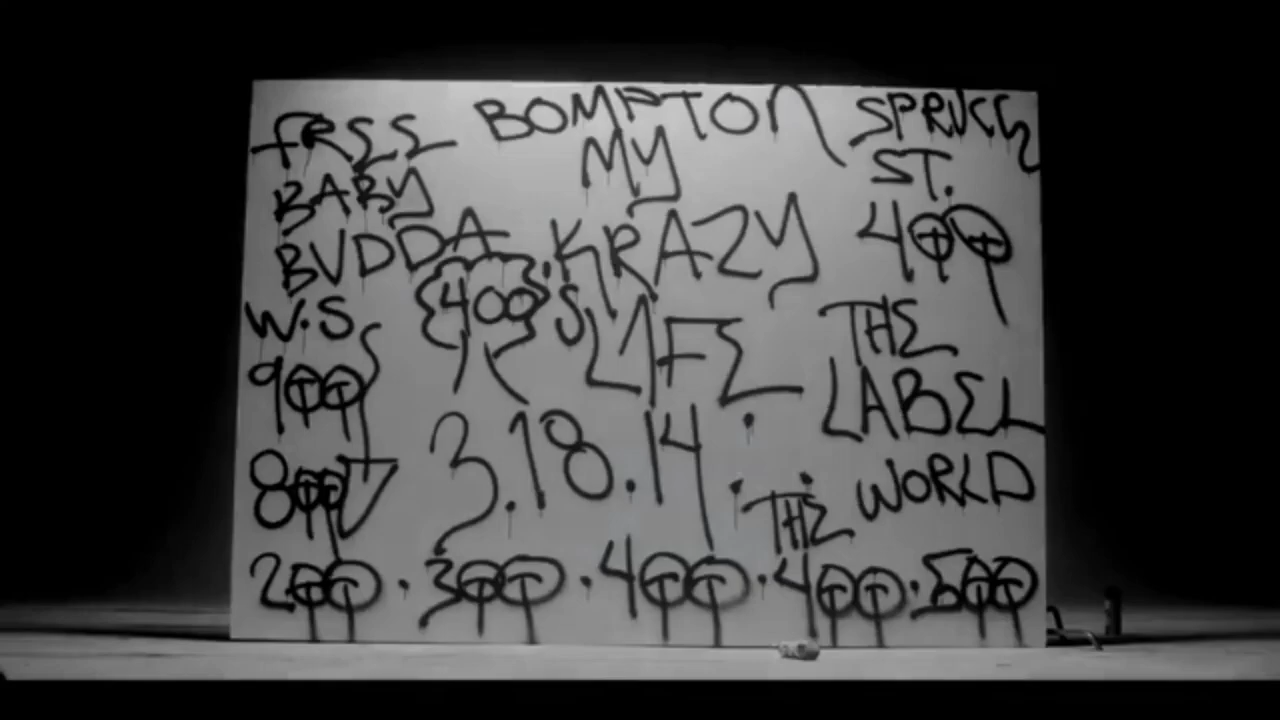 FREE
BABY
BUDDA
BOMPTON
MY
KRAZY
LIFE
SPRUCE
ST.
400
W.S
900
800
400'S
3.18.14
THE
LABEL
THE WORLD
200 . 300 . 400 . 400 . 500